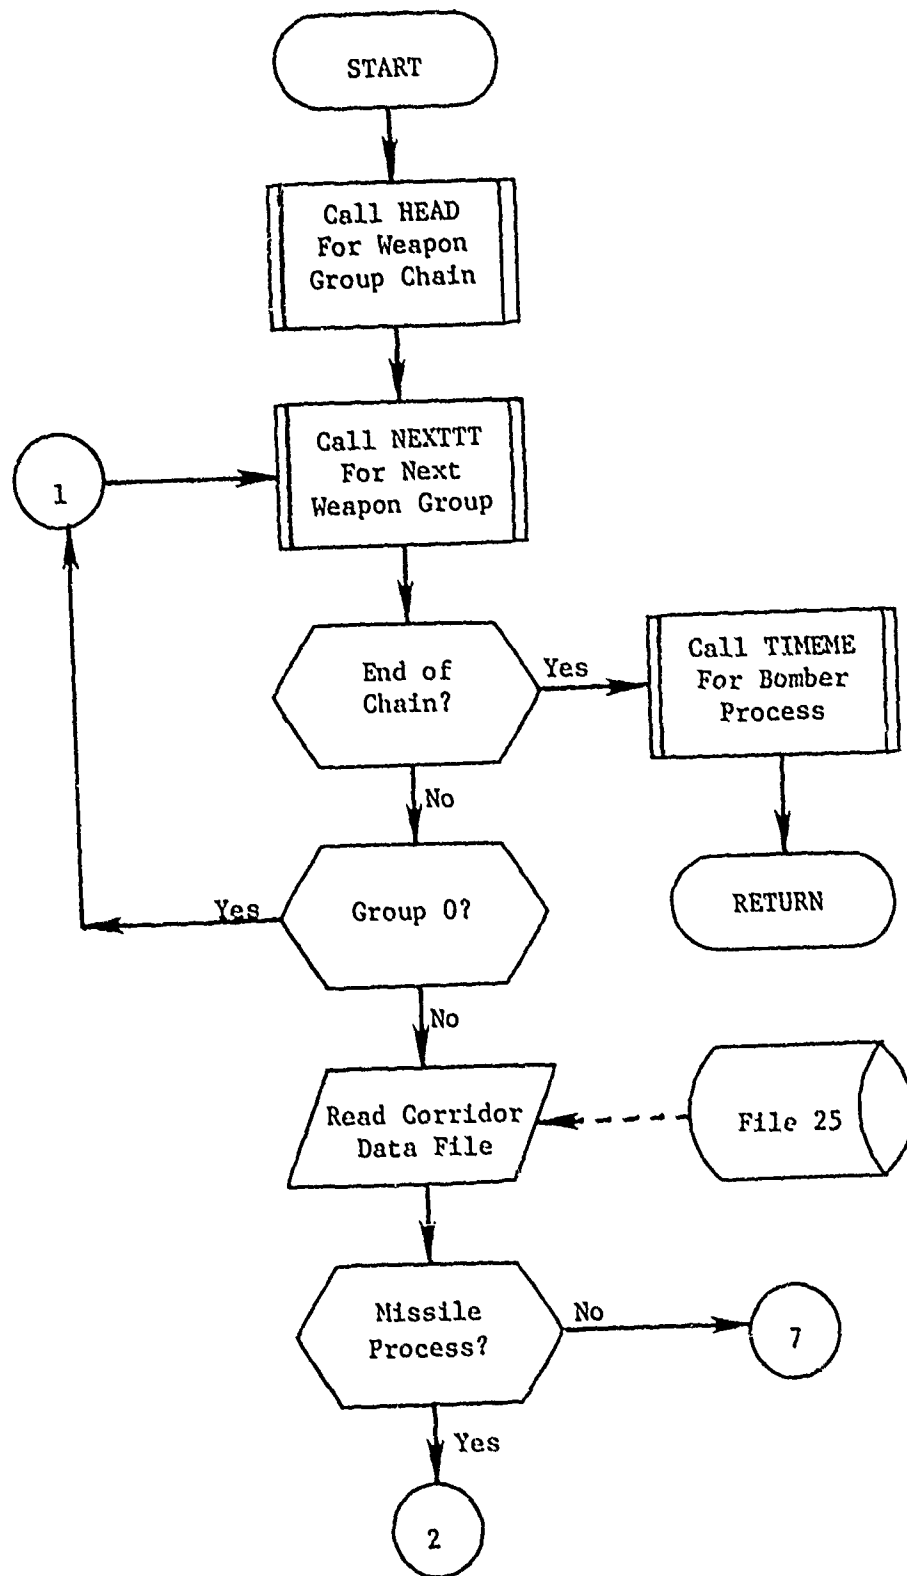 START
Call HEAD
For Weapon
Group Chain
Call NEXTTT
For Next
Weapon Group
1
End of
Chain?
Yes
Call TIMEME
For Bomber
Process
No
RETURN
Group 0?
Yes
No
Read Corridor
Data File
File 25
Missile
Process?
No
7
Yes
2